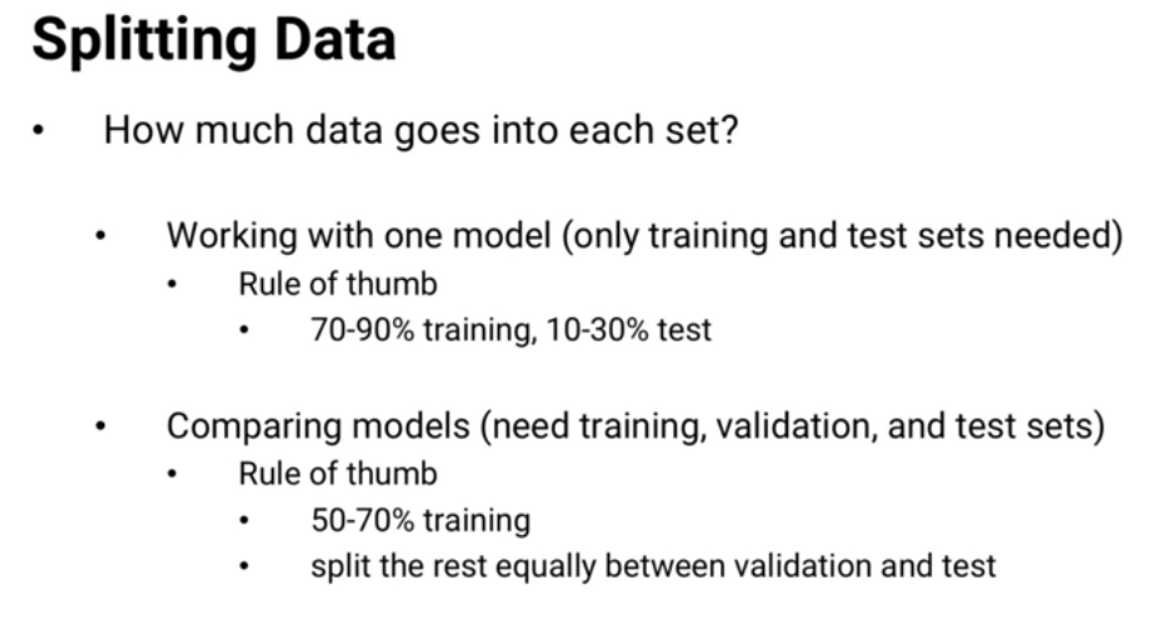 Splitting Data
• How much data goes into each set?
• Working with one model (only training and test sets needed)
• Rule of thumb
• 70-90% training, 10-30% test
• Comparing models (need training, validation, and test sets)
• Rule of thumb
• 50-70% training
• split the rest equally between validation and test